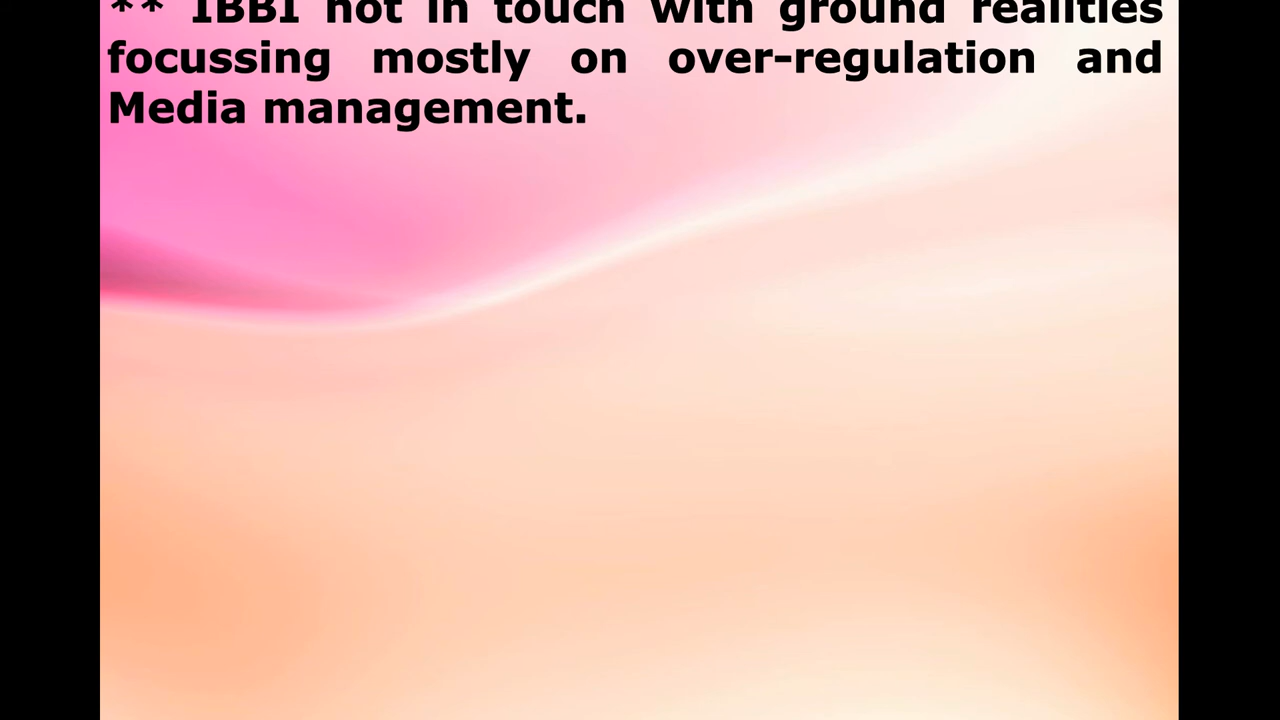 ** IBBI not in touch with ground realities
focussing mostly on over-regulation and
Media management.